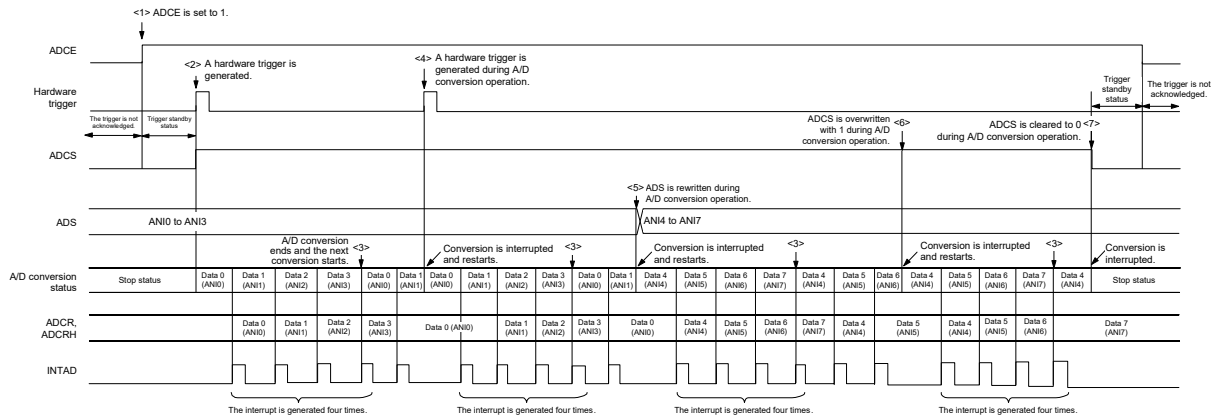 <1> ADCE is set to 1.
ADCE
<2> A hardware trigger is
generated.
<4> A hardware trigger is
generated during A/D
conversion operation.
Trigger
standby
status
The trigger is not
acknowledged.
Hardware
trigger
The trigger is not
acknowledged.
Trigger standby
status
ADCS is overwritten
with 1 during A/D
conversion operation.
<6>
ADCS is cleared to 0
during A/D conversion operation.
<7>
ADCS
<5> ADS is rewritten during
A/D conversion operation.
ADS
ANI0 to ANI3
ANI4 to ANI7
A/D conversion
ends and the next
conversion starts.
<3>
Conversion is interrupted
and restarts.
<3>
Conversion is interrupted
and restarts.
<3>
Conversion is interrupted
and restarts.
<3>
Conversion is
interrupted.
A/D conversion
status
Stop status
Data 0
(ANI0)
Data 1
(ANI1)
Data 2
(ANI2)
Data 3
(ANI3)
Data 0
(ANI0)
Data 1
(ANI1)
Data 0
(ANI0)
Data 1
(ANI1)
Data 2
(ANI2)
Data 3
(ANI3)
Data 0
(ANI0)
Data 1
(ANI1)
Data 4
(ANI4)
Data 5
(ANI5)
Data 6
(ANI6)
Data 7
(ANI7)
Data 4
(ANI4)
Data 5
(ANI5)
Data 6
(ANI6)
Data 4
(ANI4)
Data 5
(ANI5)
Data 6
(ANI6)
Data 7
(ANI7)
Data 4
(ANI4)
Stop status
ADCR,
ADCRH
Data 0
(ANI0)
Data 1
(ANI1)
Data 2
(ANI2)
Data 3
(ANI3)
Data 0 (ANI0)
Data 1
(ANI1)
Data 2
(ANI2)
Data 3
(ANI3)
Data 0
(ANI0)
Data 4
(ANI4)
Data 5
(ANI5)
Data 6
(ANI6)
Data 7
(ANI7)
Data 4
(ANI4)
Data 5
(ANI5)
Data 4
(ANI4)
Data 5
(ANI5)
Data 6
(ANI6)
Data 7
(ANI7)
INTAD
The interrupt is generated four times.
The interrupt is generated four times.
The interrupt is generated four times.
The interrupt is generated four times.